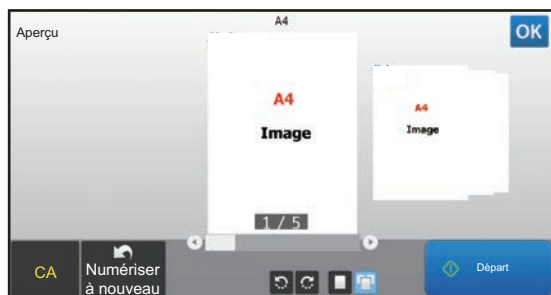 A4
Aperçu
OK
A4
Image
A4
Image
1 / 5
CA
Numériser
à nouveau
Départ